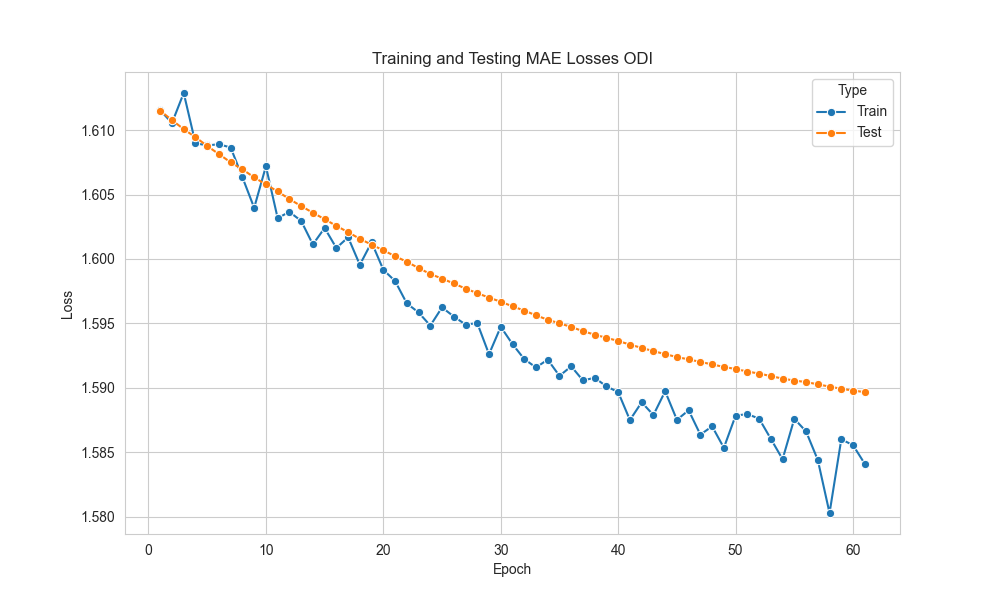 Training and Testing MAE Losses ODI
Type
Train
Test
1.610
1.605
1.600
1.595
1.590
1.585
1.580
Loss
0 10 20 30 40 50 60
Epoch